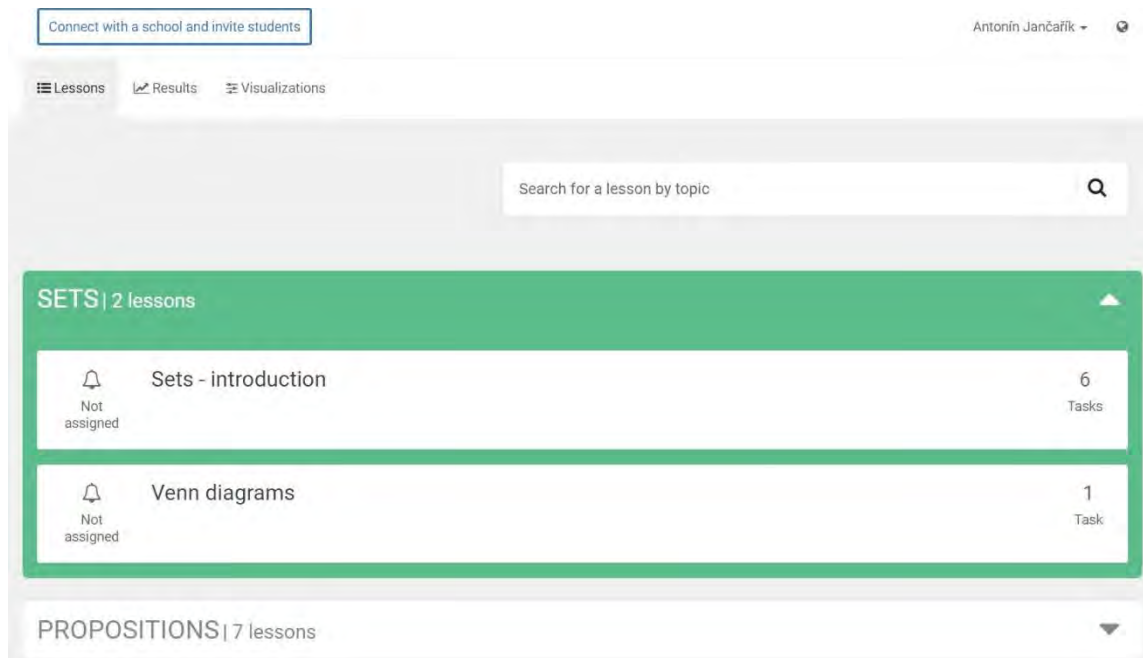 Connect with a school and invite students
Antonín Jančařík
Lessons Results Visualizations
Search for a lesson by topic
SETS | 2 lessons
Sets - introduction
Not
assigned
6
Tasks
Venn diagrams
Not
assigned
1
Task
PROPOSITIONS | 7 lessons